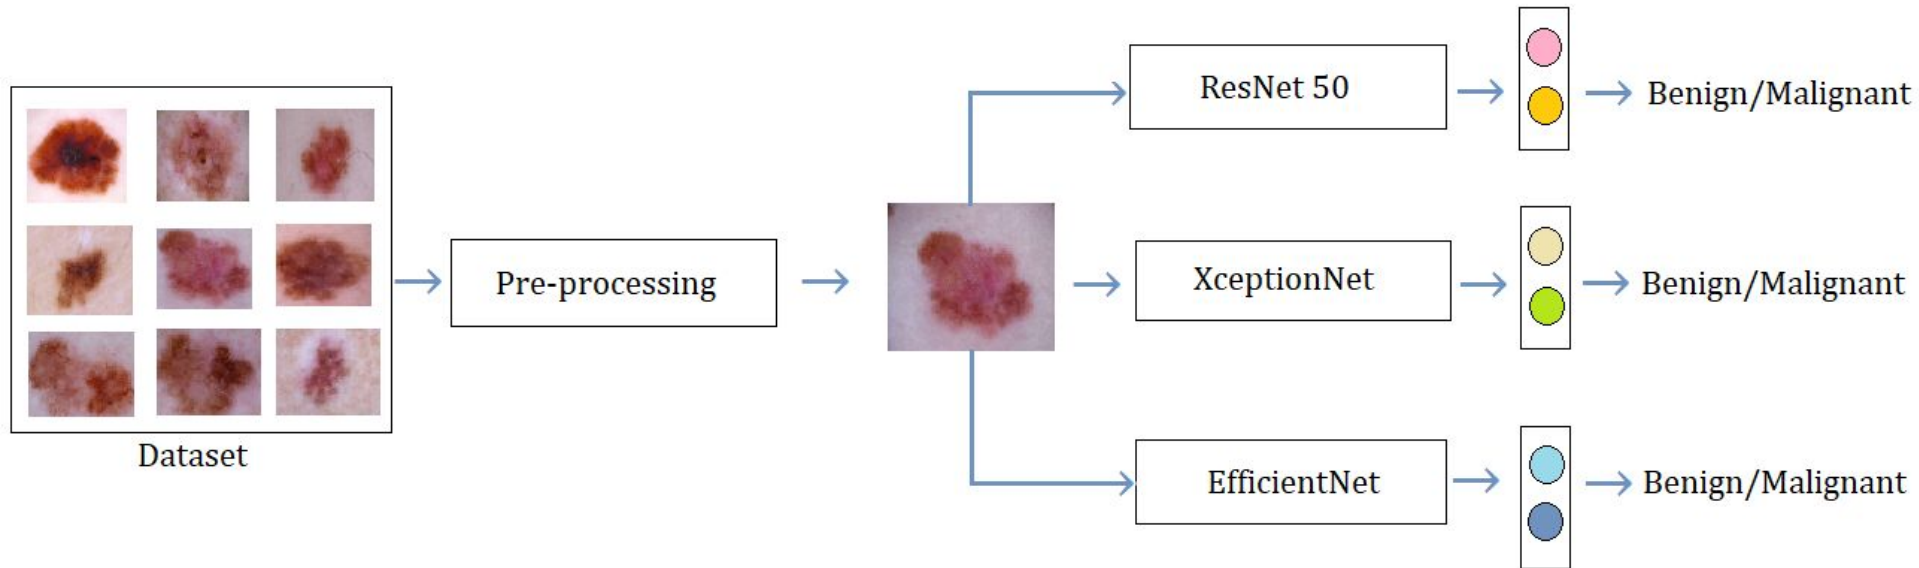 Dataset
Pre-processing
ResNet 50
Benign/Malignant
XceptionNet
Benign/Malignant
EfficientNet
Benign/Malignant